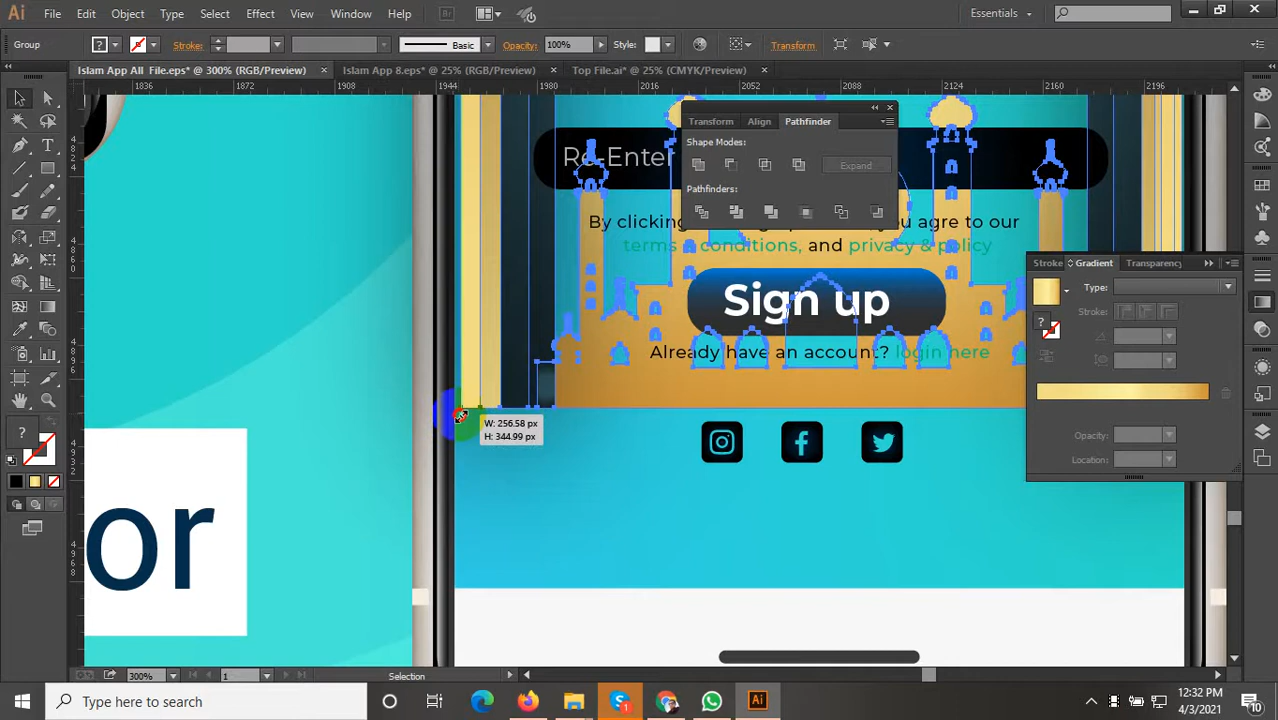 Ai File Edit Object Type Select Effect View Window Help Br Essentials
Group Stroke: Basic Opacity: 100% Style: Transform
Islam App All File.eps* @ 300% (RGB/Preview) × Islam App 8.eps* @ 25% (RGB/Preview) × Top File.ai* @ 25% (CMYK/Preview) ×
1836 1872 1908 1944 1980 2016 2052 2088 2124 2160 2196
Transform Align Pathfinder
Shape Modes:
Expand
Pathfinders:
Re-Enter
By clicking
agre to our
terms
conditions, and privacy & policy
Sign up
Already have an account? login here
W: 256.58 px
H: 344.99 px
Stroke Gradient Transparency
Type:
Stroke:
Opacity:
Location:
or
300% 1 Selection
Type here to search
12:32 PM
4/3/2021